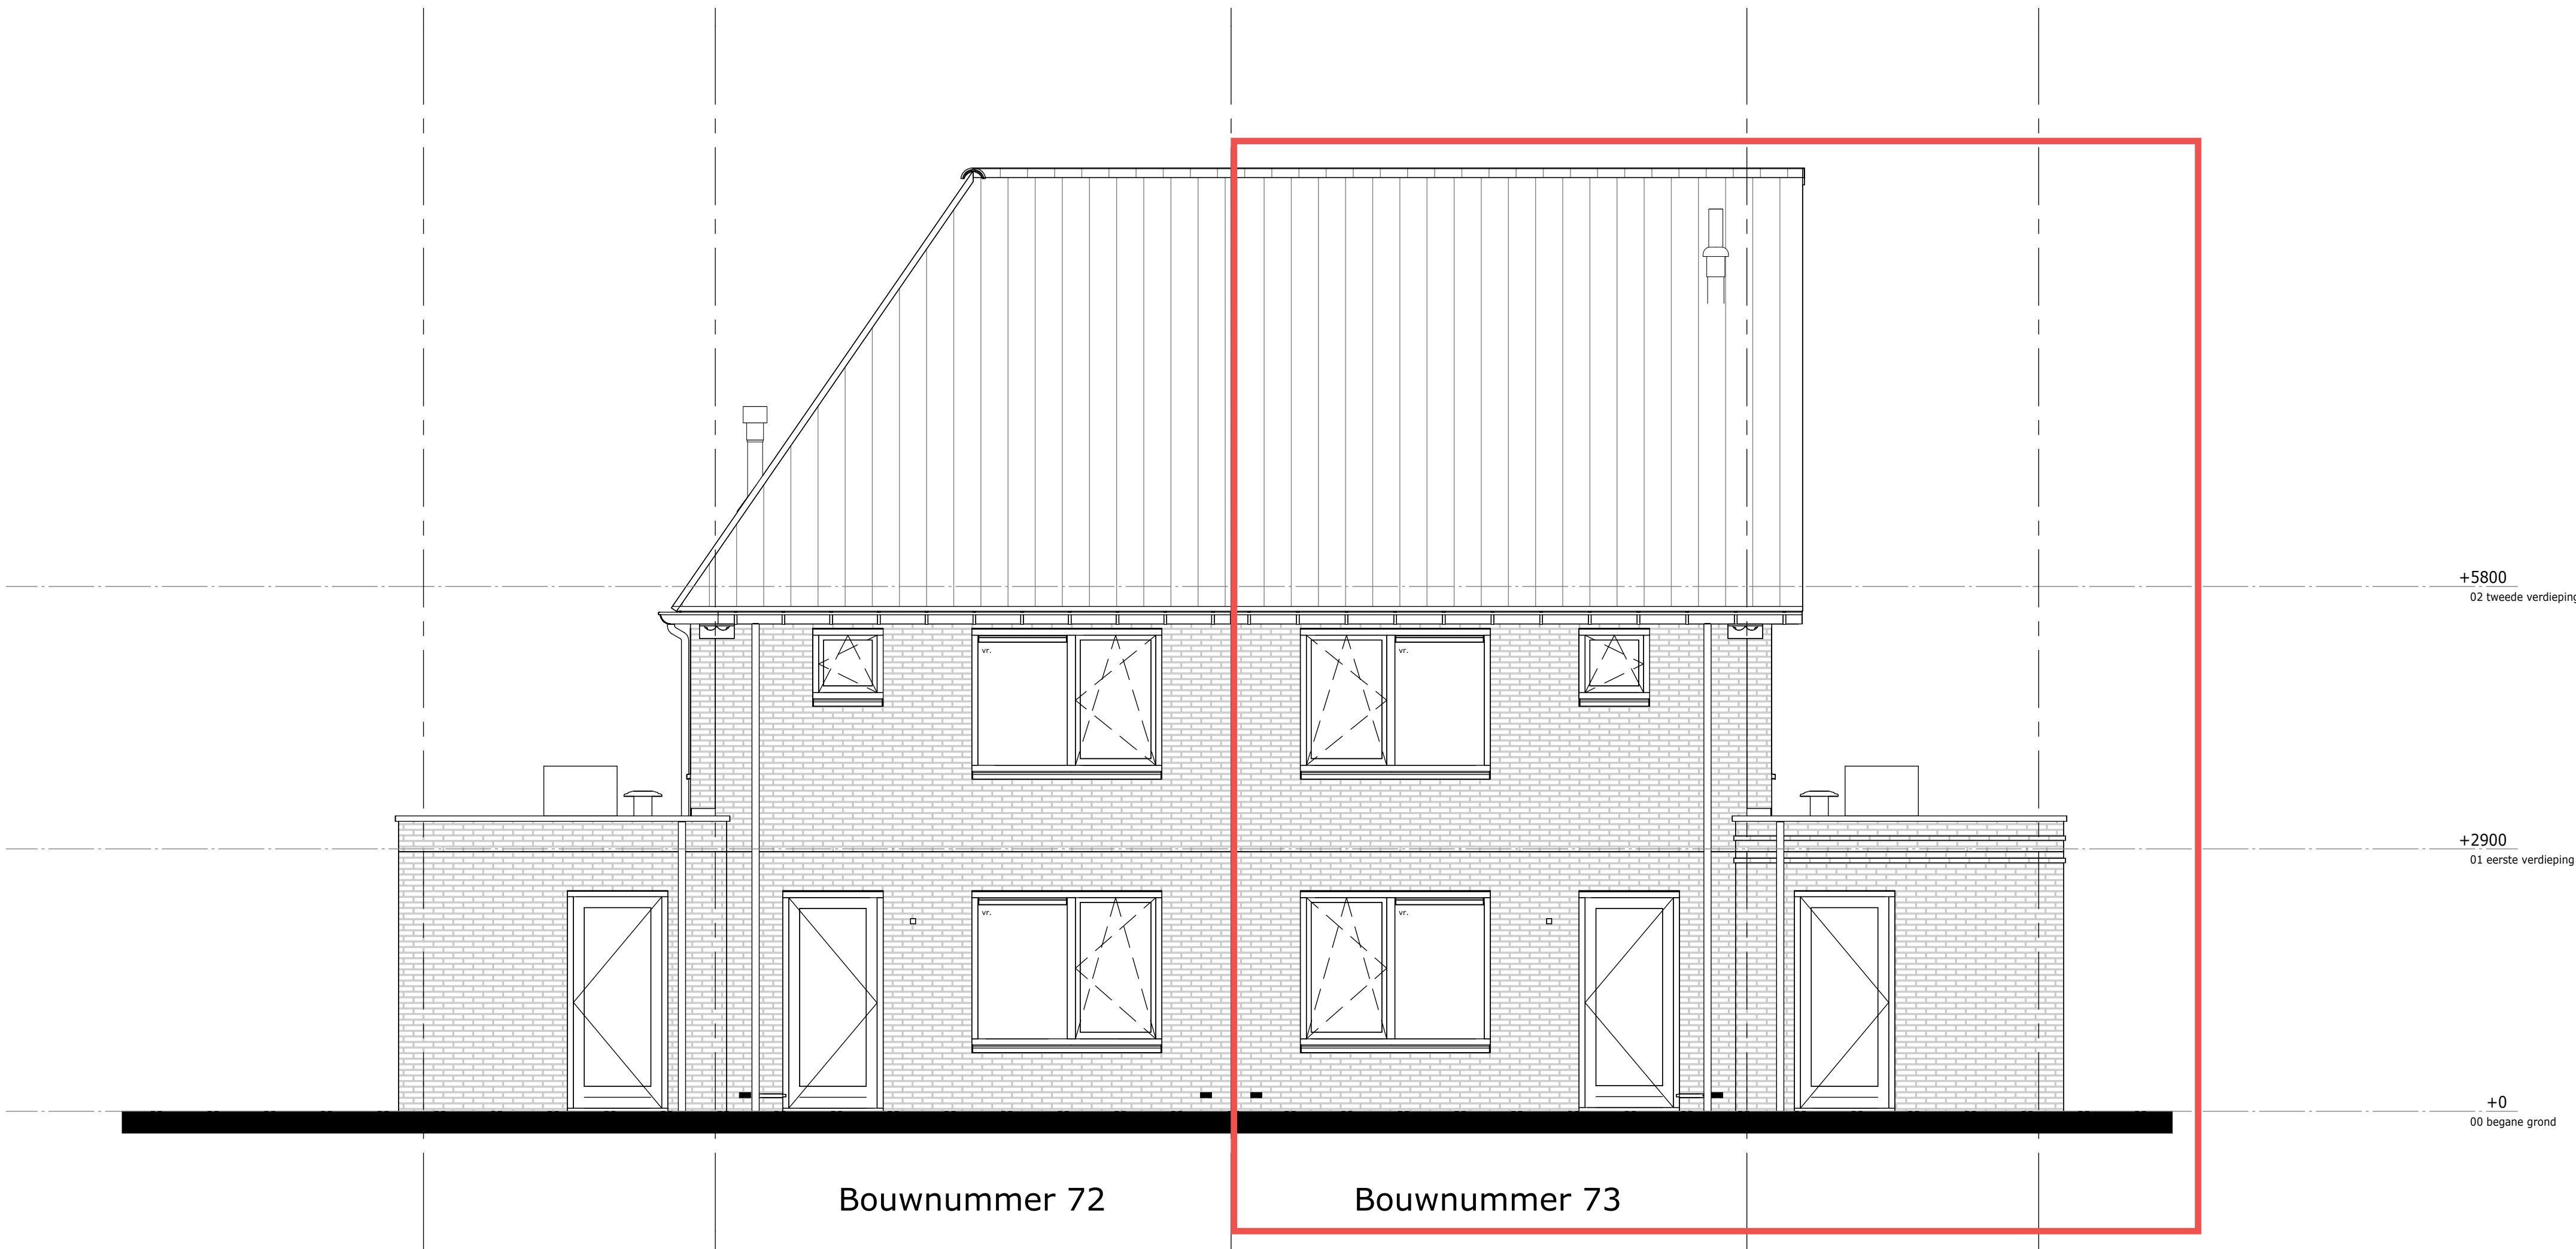 +5800
02 tweede verdieping
vr.
vr.
+2900
01 eerste verdieping
vr.
vr.
+0
00 begane grond
Bouwnummer 72
Bouwnummer 73